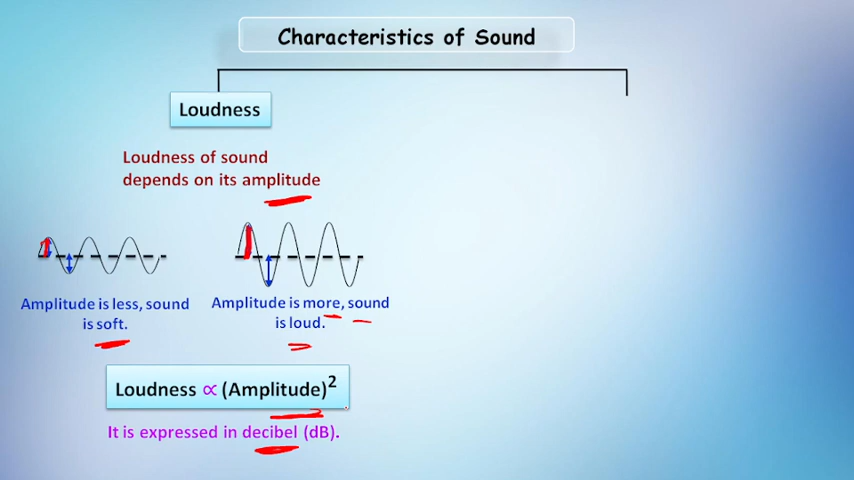 Characteristics of Sound
Loudness
Loudness of sound
depends on its amplitude
Amplitude is less, sound
is soft.
Amplitude is more, sound
is loud.
Loudness ∝ (Amplitude)²
It is expressed in decibel (dB).